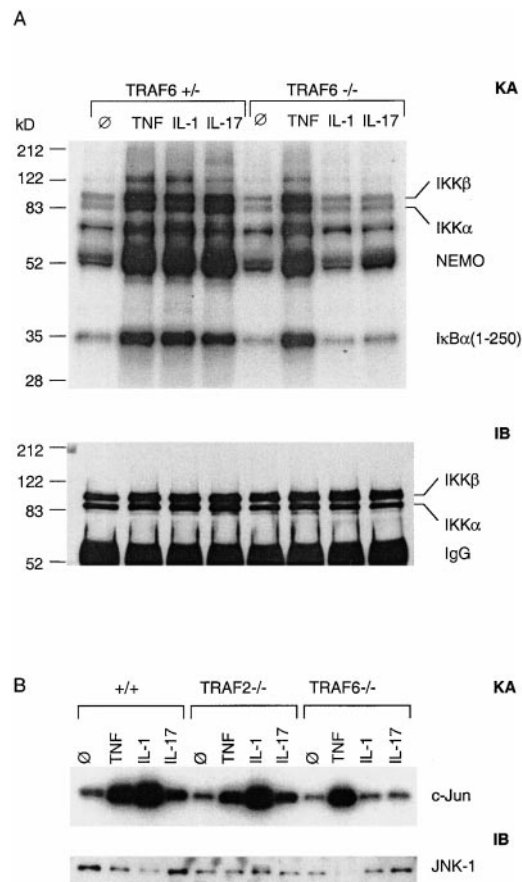 A
TRAF6 +/- TRAF6 -/- KA
kD Ø TNF IL-1 IL-17 Ø TNF IL-1 IL-17
212
122
IKKβ
83
IKKα
52 NEMO
35 IκBα(1-250)
28
IB
212
122 IKKβ
83
IKKα
52 IgG
B +/+ TRAF2-/- TRAF6-/- KA
Ø TNF IL-1 IL-17 Ø TNF IL-1 IL-17 Ø TNF IL-1 IL-17
c-Jun
IB
JNK-1